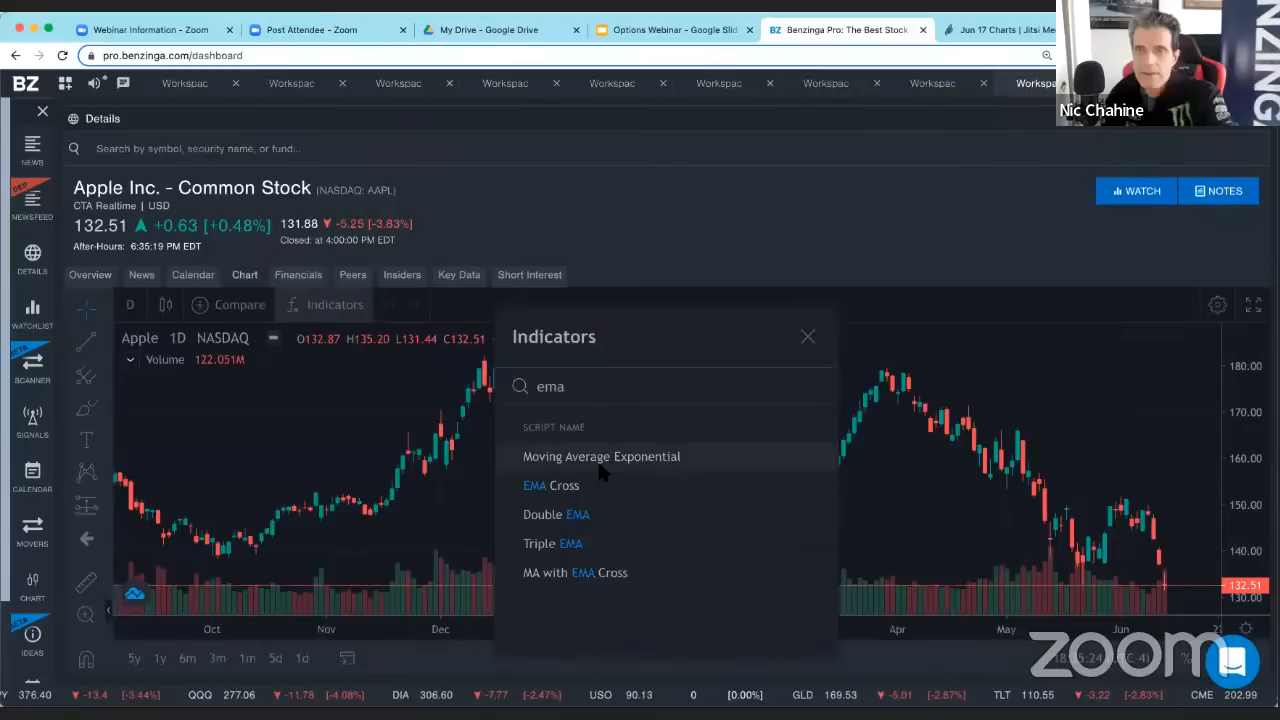 Webinar Information - Zoom
Post Attendee - Zoom
My Drive - Google Drive
Options Webinar - Google Slid
BZ Benzinga Pro: The Best Stock
Jun 17 Charts | Jitsi Me
pro.benzinga.com/dashboard
Nic Chahine
BZ
Workspac
Workspac
Workspac
Workspac
Workspac
Workspac
Workspac
Workspac
Worksp
Details
Search by symbol, security name, or fund...
Apple Inc. - Common Stock (NASDAQ: AAPL)
CTA Realtime | USD
132.51 +0.63 [+0.48%] 131.88 -5.25 [-3.83%]
After-Hours: 6:35:19 PM EDT
Closed: at 4:00:00 PM EDT
WATCH
NOTES
Overview News Calendar Chart Financials Peers Insiders Key Data Short Interest
NEWS
NEWSFEED
DETAILS
WATCHLIST
BETA
SCANNER
SIGNALS
CALENDAR
MOVERS
CHART
BETA
IDEAS
D Compare Indicators
Apple 1D NASDAQ O132.87 H135.20 L131.44 C132.51
Volume 122.051M
Indicators
ema
SCRIPT NAME
Moving Average Exponential
EMA Cross
Double EMA
Triple EMA
MA with EMA Cross
180.00
170.00
160.00
150.00
140.00
132.51
130.00
Oct Nov Dec Apr May Jun
5y 1y 6m 3m 1m 5d 1d
18:35:24 (UTC-4) %
zoom
Y 376.40 -13.4 [-3.44%] QQQ 277.06 -11.78 [-4.08%] DIA 306.60 -7.77 [-2.47%] USO 90.13 0 [0.00%] GLD 169.53 -5.01 [-2.87%] TLT 110.55 -3.22 [-2.83%] CME 202.99